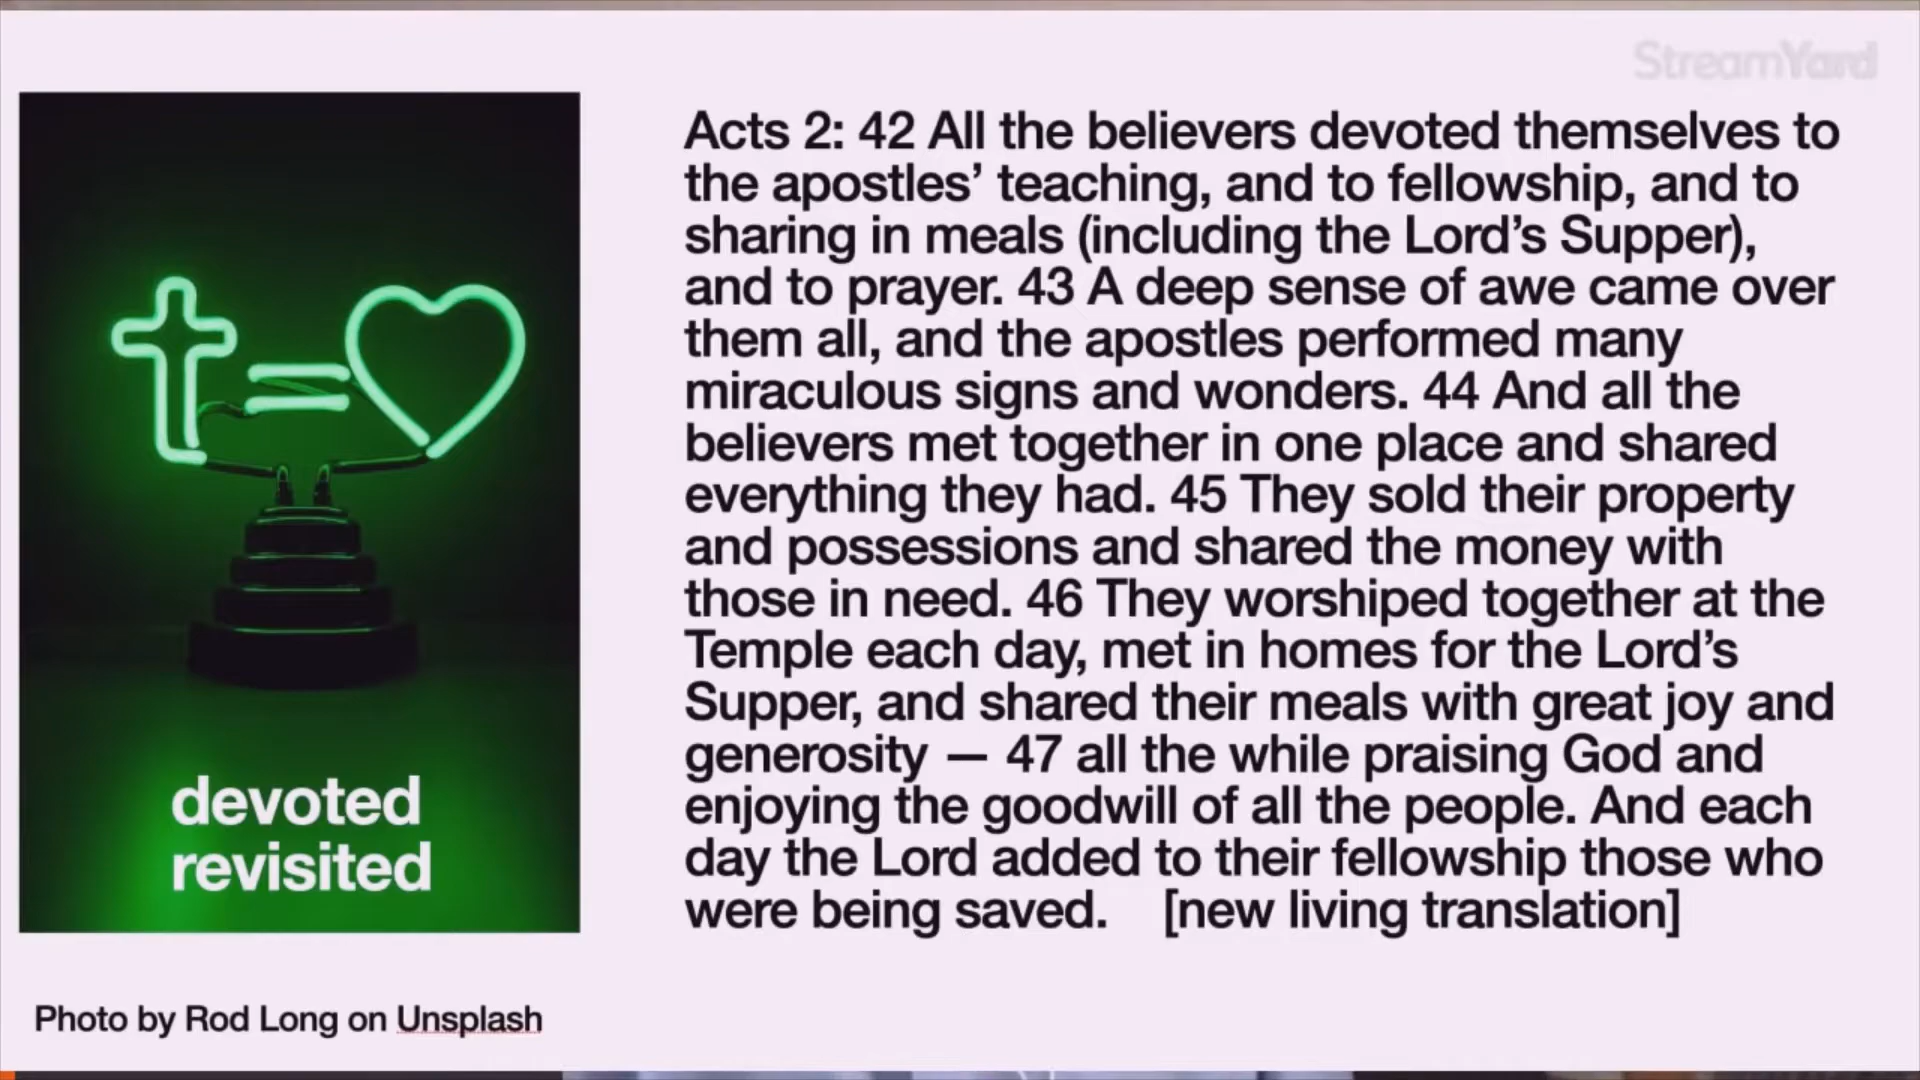 StreamYard
Acts 2: 42 All the believers devoted themselves to
the apostles’ teaching, and to fellowship, and to
sharing in meals (including the Lord’s Supper),
and to prayer. 43 A deep sense of awe came over
them all, and the apostles performed many
miraculous signs and wonders. 44 And all the
believers met together in one place and shared
everything they had. 45 They sold their property
and possessions and shared the money with
those in need. 46 They worshiped together at the
Temple each day, met in homes for the Lord’s
Supper, and shared their meals with great joy and
generosity — 47 all the while praising God and
enjoying the goodwill of all the people. And each
day the Lord added to their fellowship those who
were being saved. [new living translation]
devoted
revisited
Photo by Rod Long on Unsplash